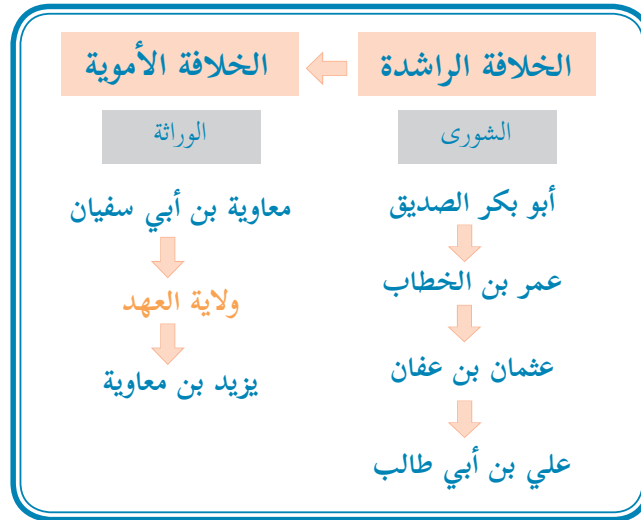 الخلافة الراشدة
الشورى
أبو بكر الصديق
عمر بن الخطاب
عثمان بن عفان
علي بن أبي طالب
الخلافة الأموية
الوراثة
معاوية بن أبي سفيان
ولاية العهد
يزيد بن معاوية